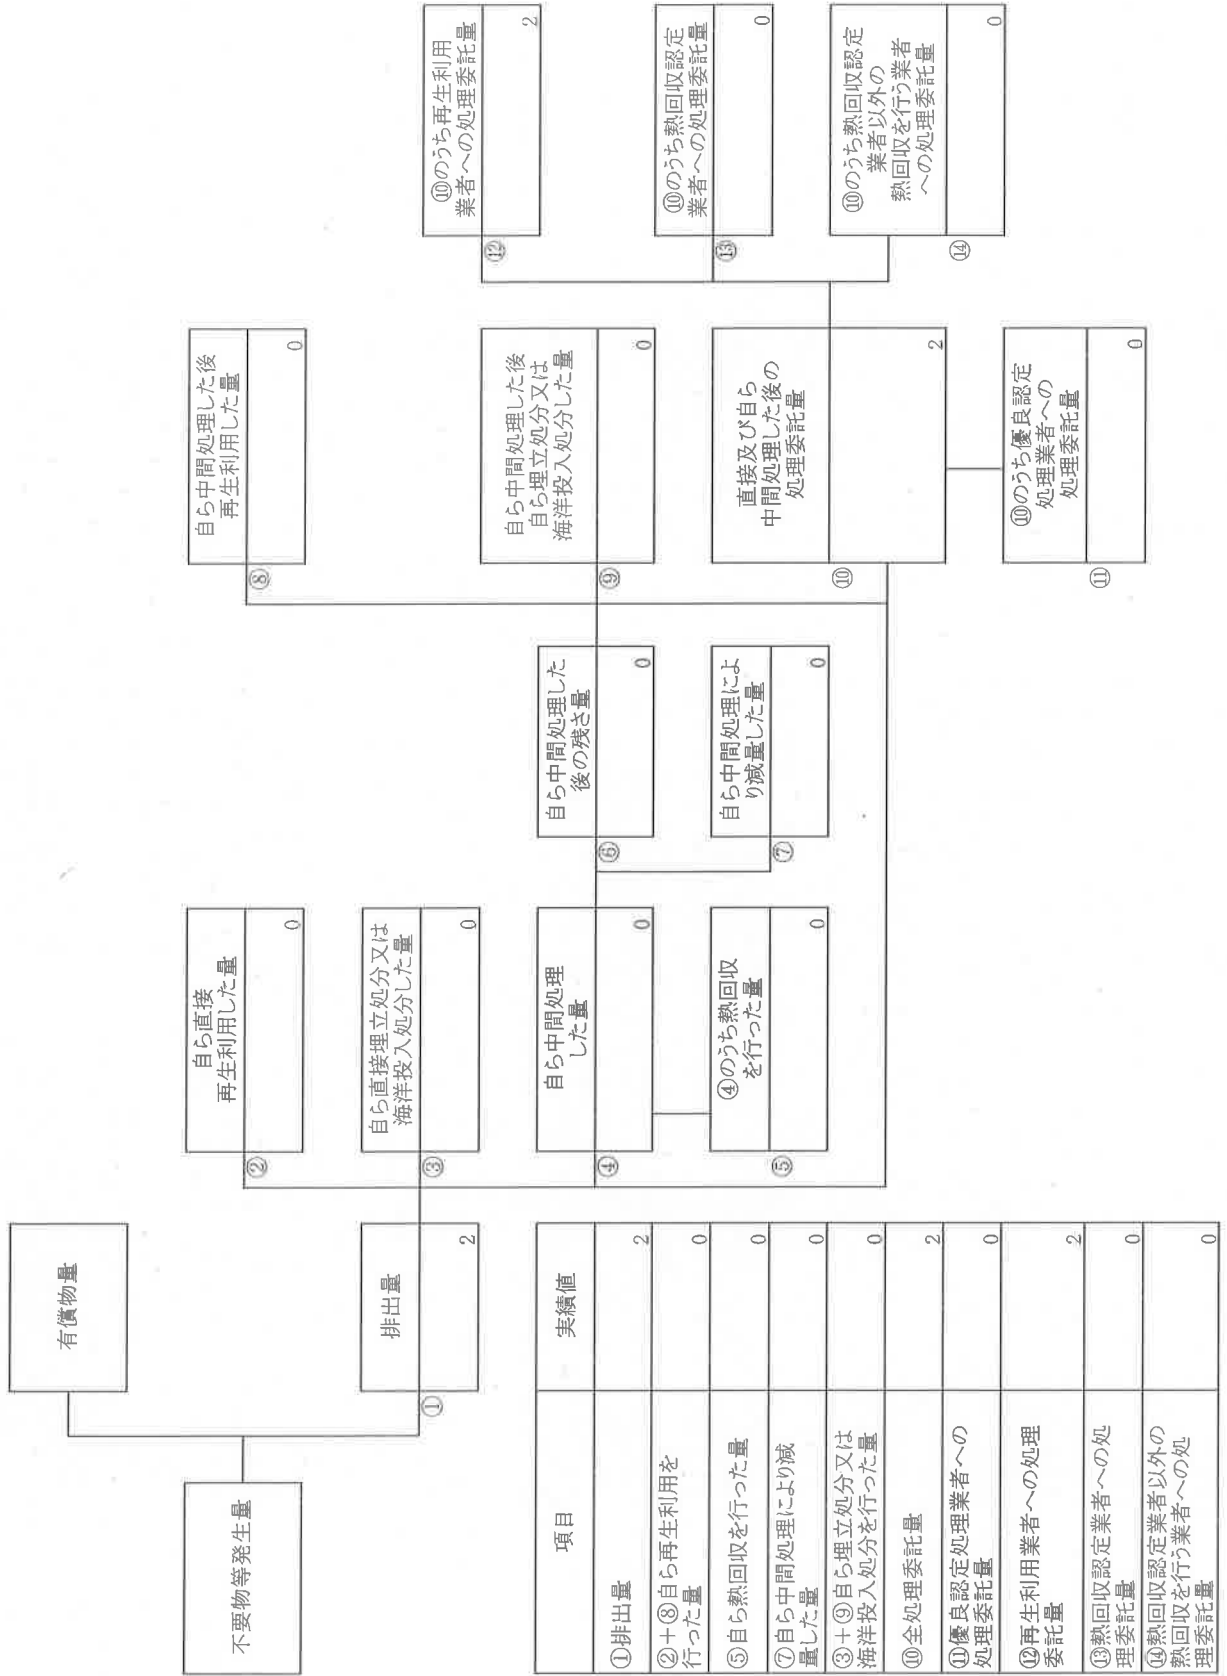 不要物等発生量
有償物量
排出量
2
①
自ら直接
再生利用した量
0
②
自ら直接埋立処分又は
海洋投入処分した量
0
③
自ら中間処理
した量
0
④
④のうち熱回収
を行った量
0
⑤
自ら中間処理した
後の残さ量
0
⑥
自ら中間処理によ
り減量した量
0
⑦
自ら中間処理した後
再生利用した量
0
⑧
自ら中間処理した後
自ら埋立処分又は
海洋投入処分した量
0
⑨
直接及び自ら
中間処理した後の
処理委託量
2
⑩
⑩のうち優良認定
処理業者への
処理委託量
0
⑪
⑩のうち再生利用
業者への処理委託量
2
⑫
⑩のうち熱回収認定
業者への処理委託量
0
⑬
⑩のうち熱回収認定
業者以外の
熱回収を行う業者
への処理委託量
0
⑭
項目 実績値
①排出量 2
②+⑧自ら再生利用を
行った量 0
⑤自ら熱回収を行った量 0
⑦自ら中間処理により減
量した量 0
③+⑨自ら埋立処分又は
海洋投入処分を行った量 0
⑩全処理委託量 2
⑪優良認定処理業者への
処理委託量 0
⑫再生利用業者への処理
委託量 2
⑬熱回収認定業者への処
理委託量 0
⑭熱回収認定業者以外の
熱回収を行う業者への処
理委託量 0